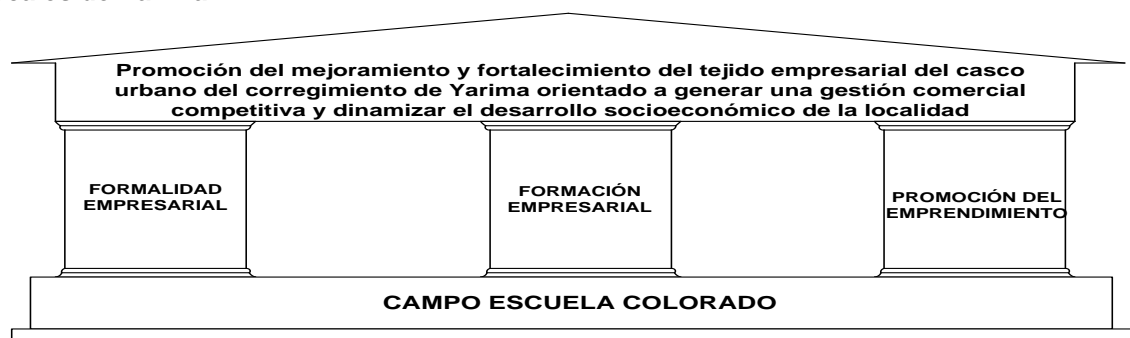 Promoción del mejoramiento y fortalecimiento del tejido empresarial del casco
urbano del corregimiento de Yarima orientado a generar una gestión comercial
competitiva y dinamizar el desarrollo socioeconómico de la localidad
FORMALIDAD
EMPRESARIAL
FORMACIÓN
EMPRESARIAL
PROMOCIÓN DEL
EMPRENDIMIENTO
CAMPO ESCUELA COLORADO